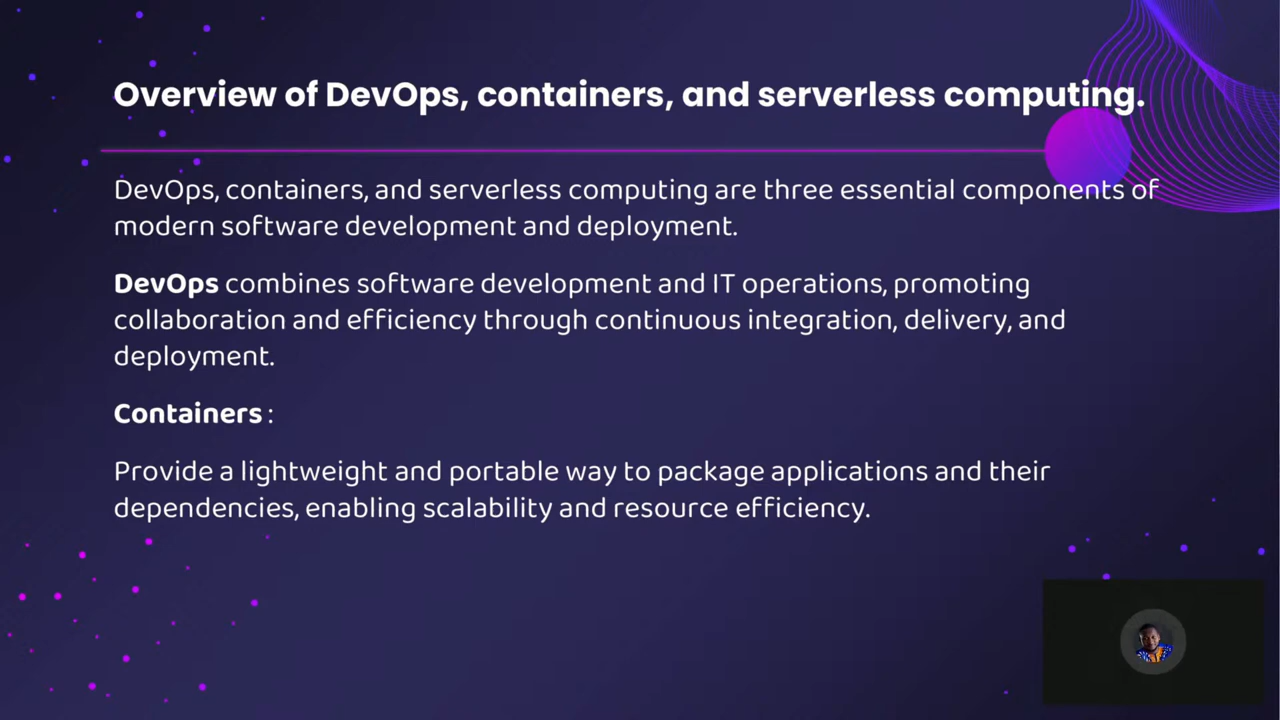 Overview of DevOps, containers, and serverless computing.
DevOps, containers, and serverless computing are three essential components of
modern software development and deployment.
DevOps combines software development and IT operations, promoting
collaboration and efficiency through continuous integration, delivery, and
deployment.
Containers :
Provide a lightweight and portable way to package applications and their
dependencies, enabling scalability and resource efficiency.